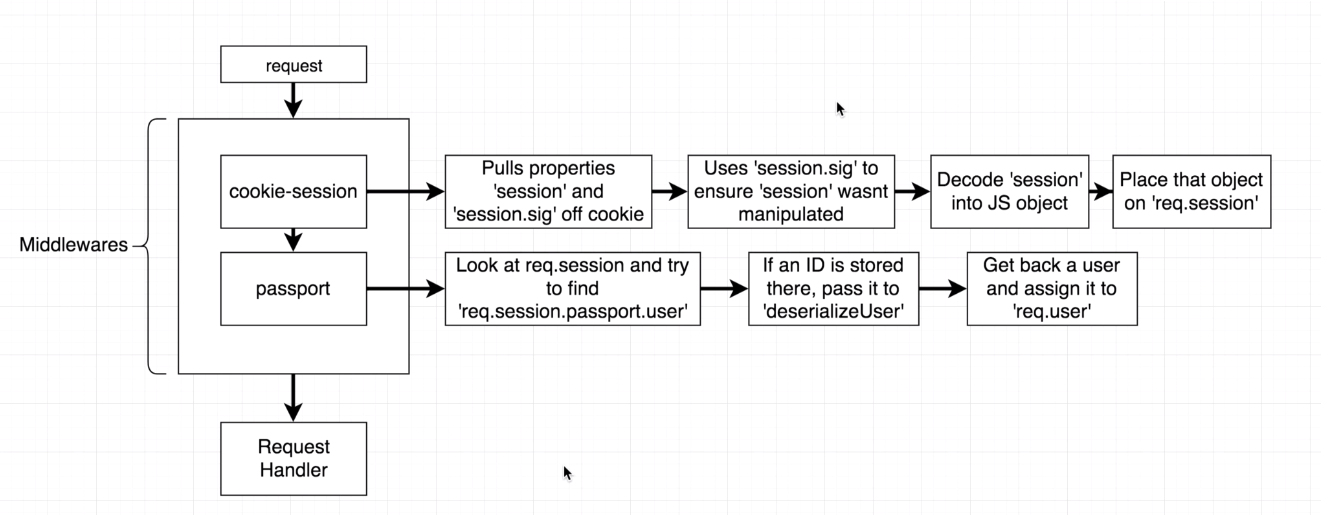 request
cookie-session
Pulls properties
'session' and
'session.sig' off cookie
Uses 'session.sig' to
ensure 'session' wasnt
manipulated
Decode 'session'
into JS object
Place that object
on 'req.session'
Middlewares
passport
Look at req.session and try
to find
'req.session.passport.user'
If an ID is stored
there, pass it to
'deserializeUser'
Get back a user
and assign it to
'req.user'
Request
Handler